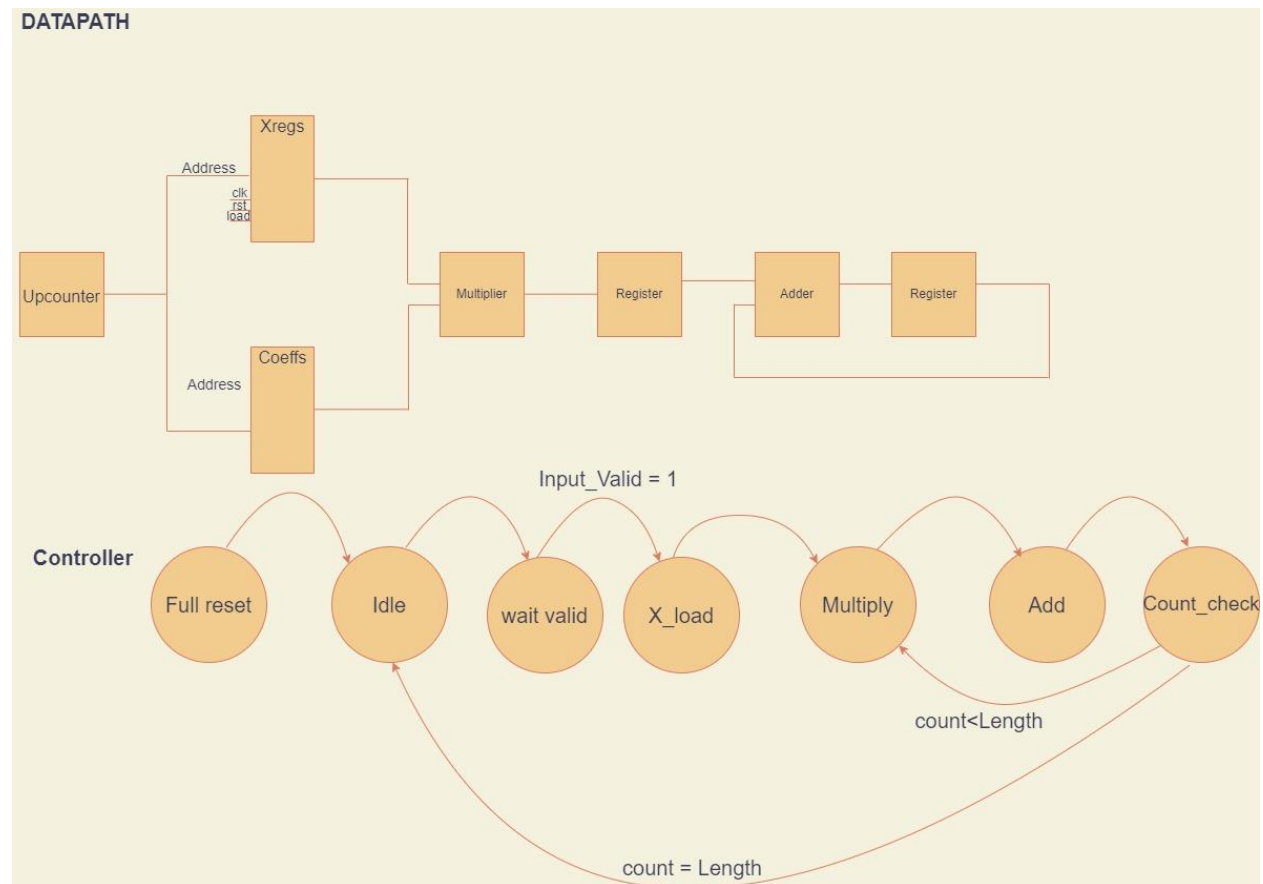 DATAPATH
Xregs
Address
clk
rst
load
Upcounter
Multiplier
Register
Adder
Register
Coeffs
Address
Input_Valid = 1
Controller
Full reset
Idle
wait valid
X_load
Multiply
Add
Count_check
count<Length
count = Length